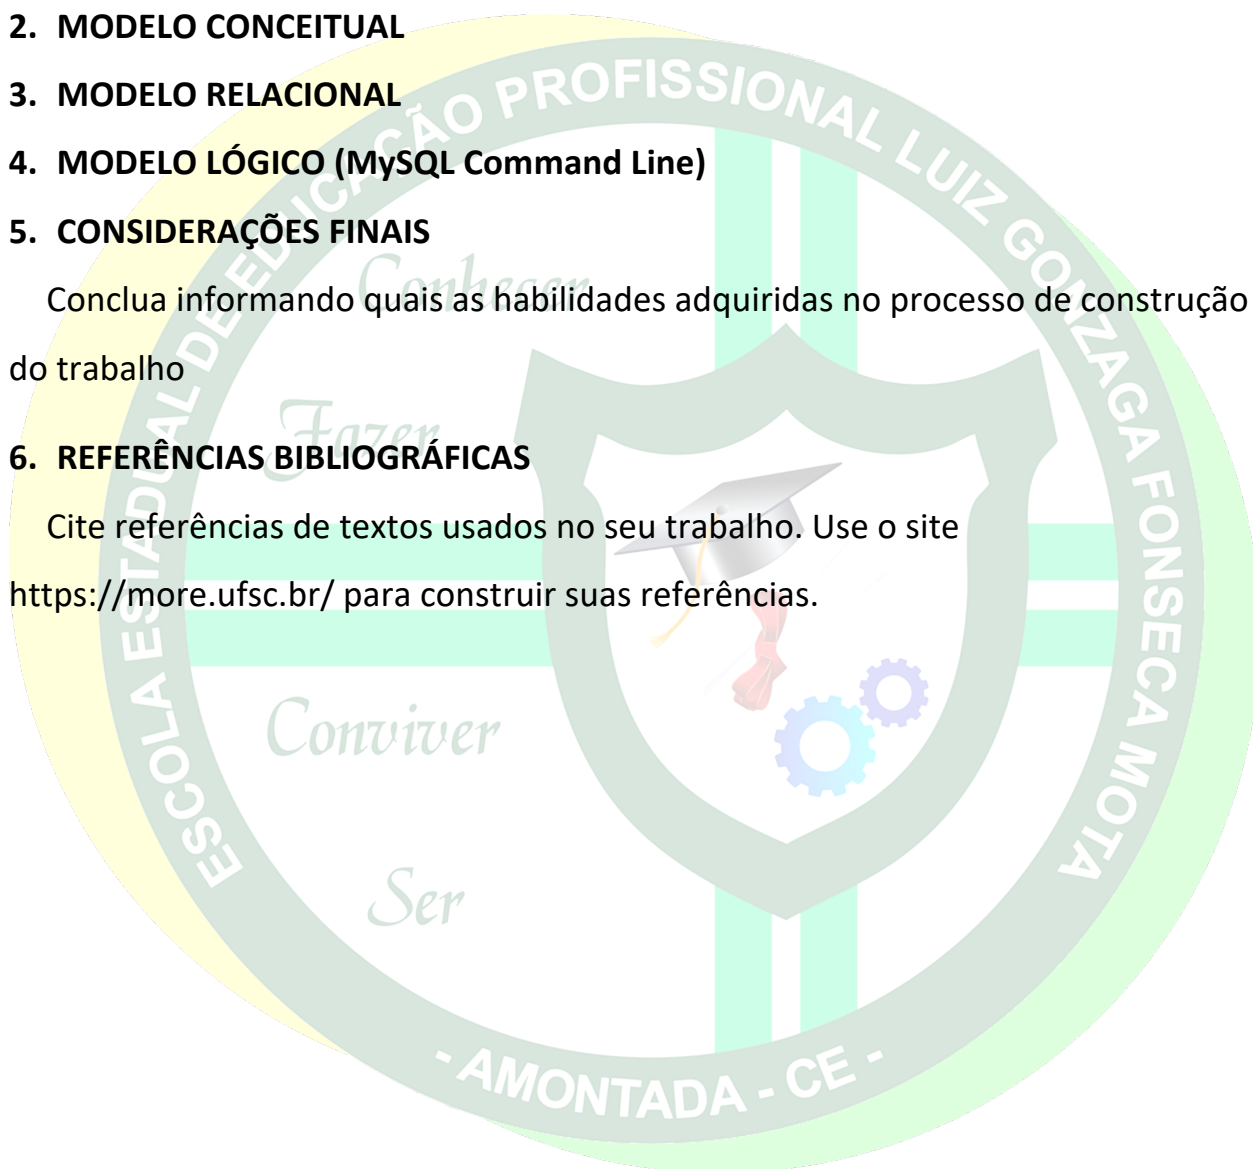 2. MODELO CONCEITUAL
3. MODELO RELACIONAL
4. MODELO LÓGICO (MySQL Command Line)
5. CONSIDERAÇÕES FINAIS
Conclua informando quais as habilidades adquiridas no processo de construção
do trabalho
6. REFERÊNCIAS BIBLIOGRÁFICAS
Cite referências de textos usados no seu trabalho. Use o site
https://more.ufsc.br/ para construir suas referências.
ESCOLA ESTADUAL DE EDUCAÇÃO PROFISSIONAL LUIZ GONZAGA FONSECA MOTA
Conhecer
Fazer
Conviver
Ser
- AMONTADA - CE -